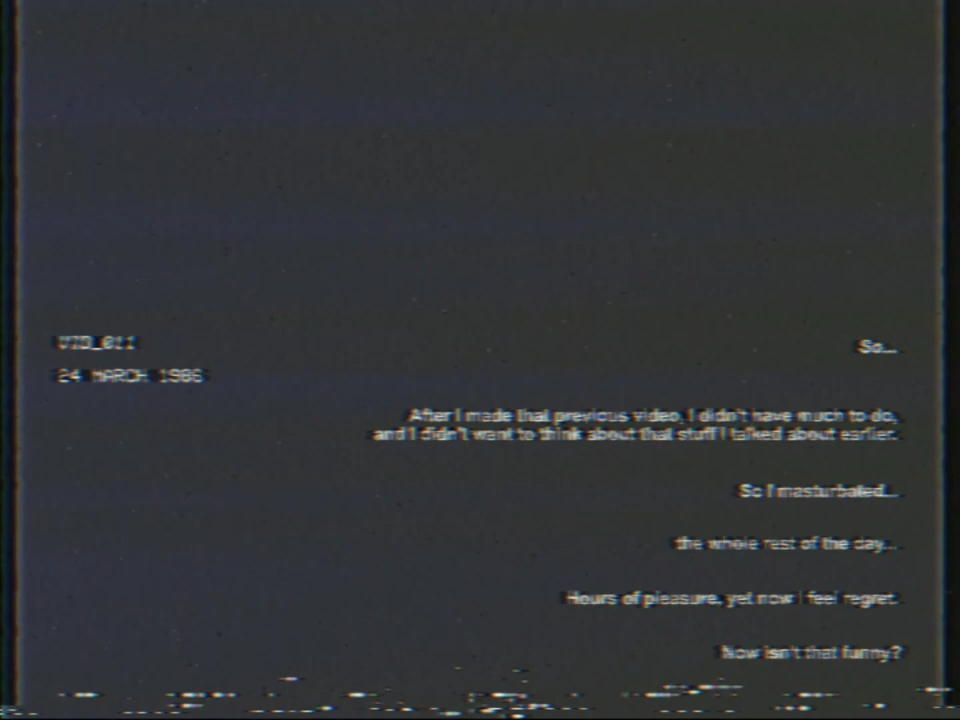 VID_011
24 MARCH 1986
So...
After I made that previous video, I didn't have much to do,
and I didn't want to think about that stuff I talked about earlier.
So I masturbated...
the whole rest of the day...
Hours of pleasure, yet now I feel regret.
Now isn't that funny?